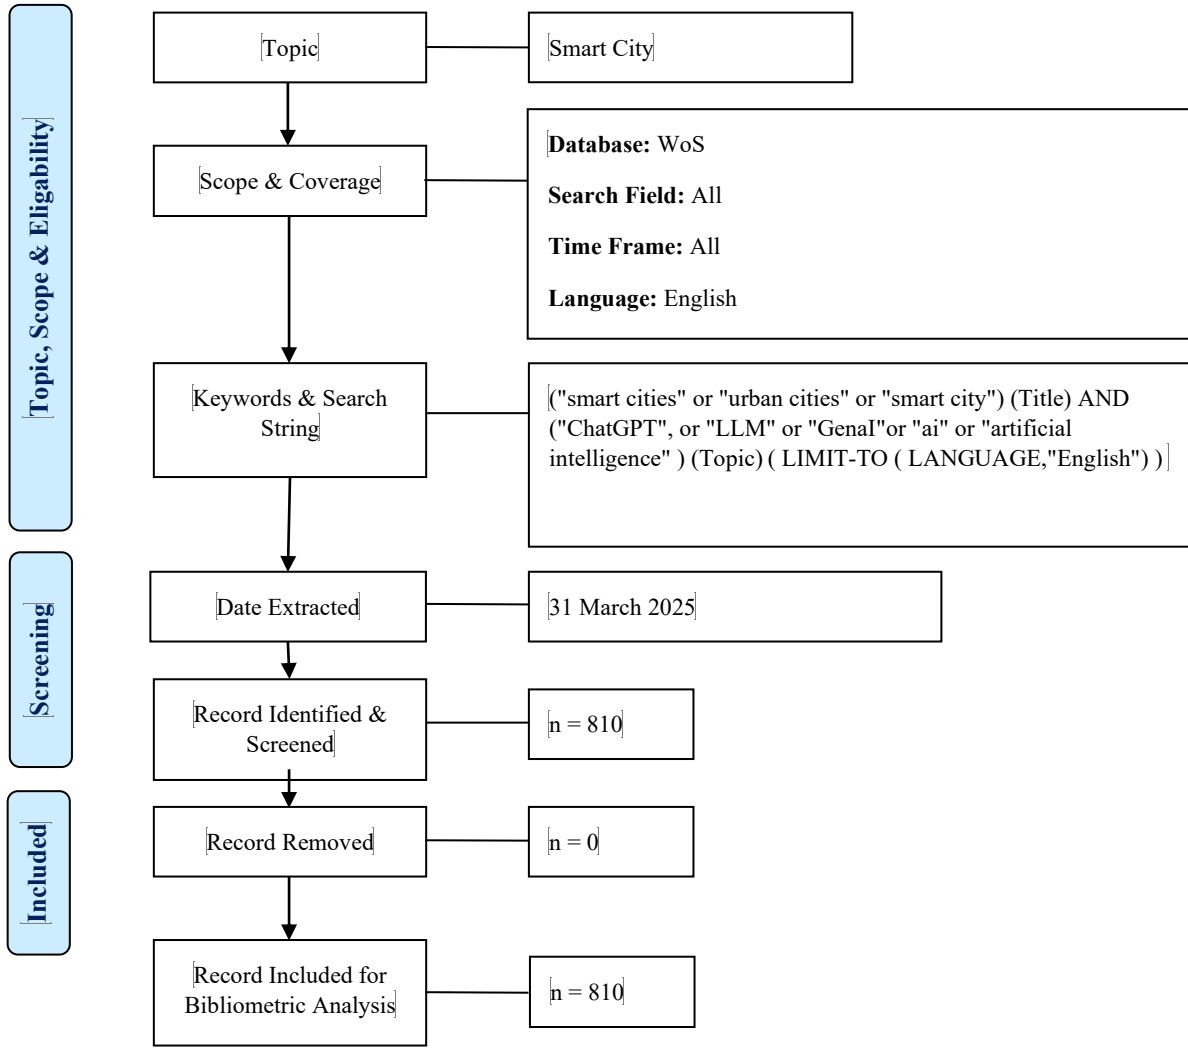 Topic, Scope & Eligability
Topic
Smart City
Scope & Coverage
Database: WoS
Search Field: All
Time Frame: All
Language: English
Keywords & Search
String
("smart cities" or "urban cities" or "smart city") (Title) AND
("ChatGPT", or "LLM" or "GenaI"or "ai" or "artificial
intelligence" ) (Topic) ( LIMIT-TO ( LANGUAGE,"English") )
Screening
Date Extracted
31 March 2025
Record Identified &
Screened
n = 810
Included
Record Removed
n = 0
Record Included for
Bibliometric Analysis
n = 810